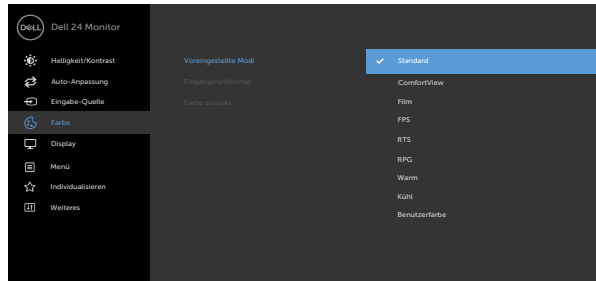 DELL
Dell 24 Monitor
Helligkeit/Kontrast
Auto-Anpassung
Eingabe-Quelle
Farbe
Display
Menü
Individualisieren
Weiteres
Voreingestellte Modi
Eingangsfarbformat
Farbe zurücks.
Standard
ComfortView
Film
FPS
RTS
RPG
Warm
Kühl
Benutzerfarbe